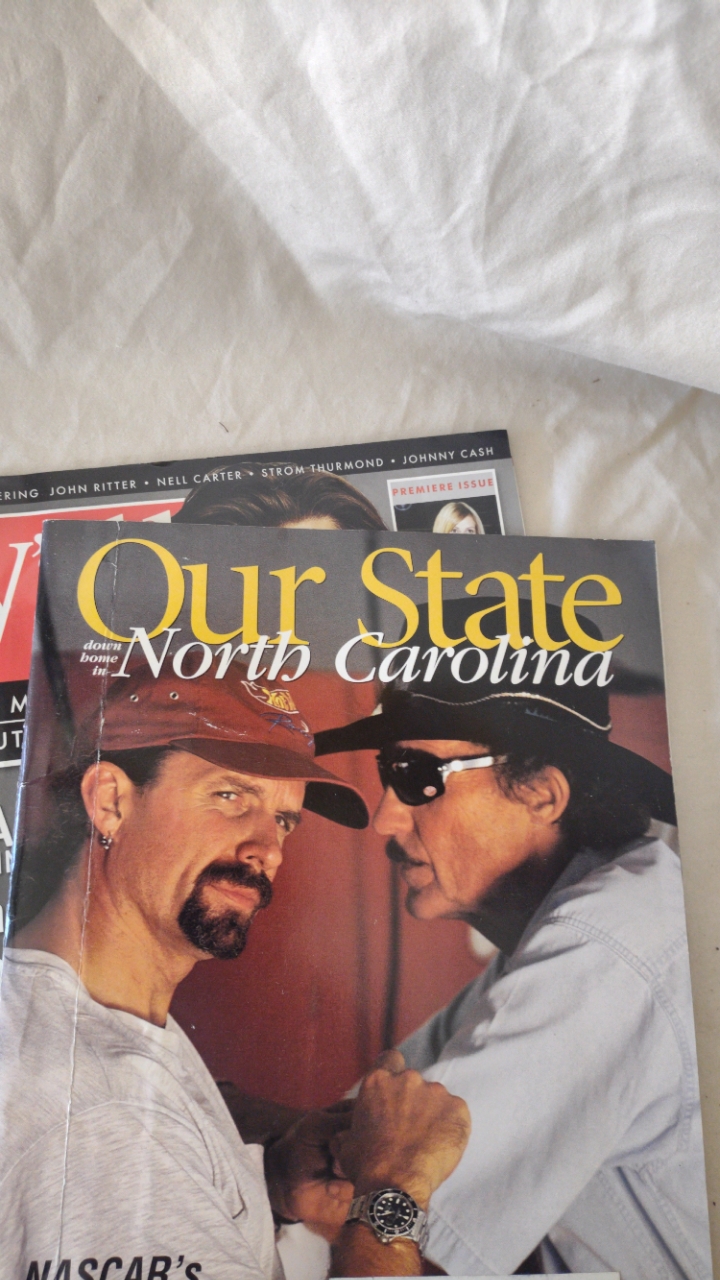 ERING JOHN RITTER • NELL CARTER • STROM THURMOND • JOHNNY CASH
PREMIERE ISSUE
Our State
down home in North Carolina
NASCAR's